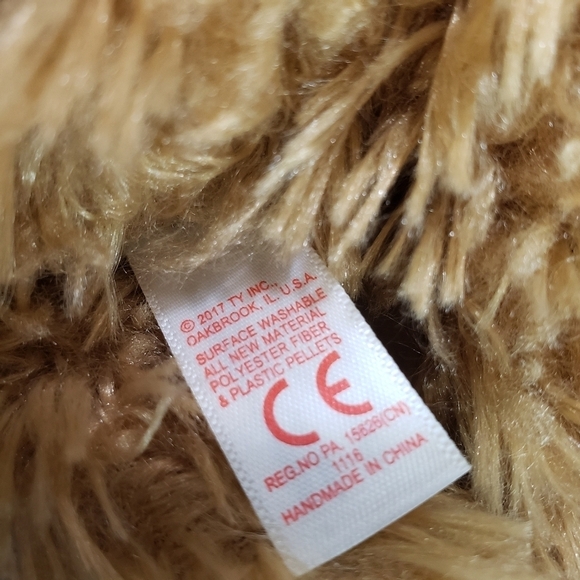 © 2017 TY INC.,
OAKBROOK, IL. U.S.A.
SURFACE WASHABLE
ALL NEW MATERIAL
POLYESTER FIBER
& PLASTIC PELLETS
CE
REG.NO PA. 1562B(CN)
1116
HANDMADE IN CHINA